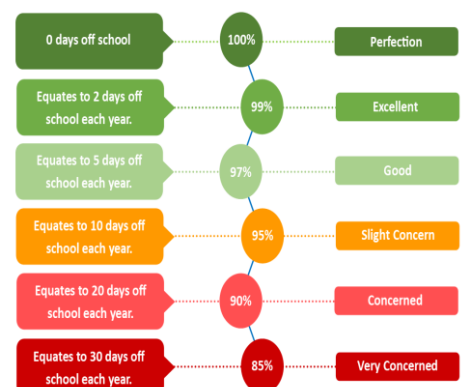 0 days off school
100%
Perfection
Equates to 2 days off
school each year.
99%
Excellent
Equates to 5 days off
school each year.
97%
Good
Equates to 10 days off
school each year.
95%
Slight Concern
Equates to 20 days off
school each year.
90%
Concerned
Equates to 30 days off
school each year.
85%
Very Concerned